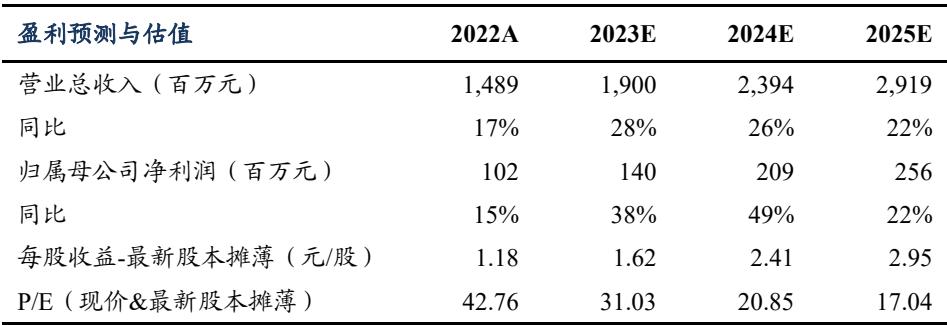 盈利预测与估值 2022A 2023E 2024E 2025E
营业总收入（百万元） 1,489 1,900 2,394 2,919
同比 17% 28% 26% 22%
归属母公司净利润（百万元） 102 140 209 256
同比 15% 38% 49% 22%
每股收益-最新股本摊薄（元/股） 1.18 1.62 2.41 2.95
P/E（现价&最新股本摊薄） 42.76 31.03 20.85 17.04